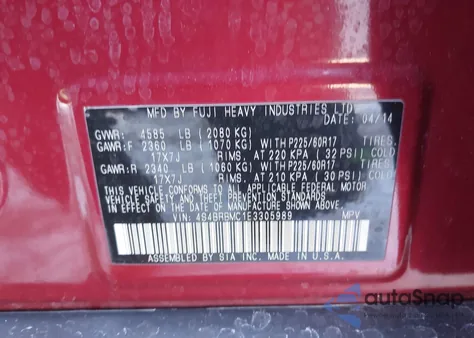 MFD BY FUJI HEAVY INDUSTRIES LTD.
DATE: 04/14
GVWR: 4585 LB (2080 KG)
GAWR:F 2360 LB (1070 KG) WITH P225/60R17 TIRES,
17X7J RIMS, AT 220 KPA (32 PSI) COLD
GAWR:R 2340 LB (1060 KG) WITH P225/60R17 TIRES,
17X7J RIMS, AT 210 KPA (30 PSI) COLD
THIS VEHICLE CONFORMS TO ALL APPLICABLE FEDERAL MOTOR
VEHICLE SAFETY AND THEFT PREVENTION STANDARDS IN
EFFECT ON THE DATE OF MANUFACTURE SHOWN ABOVE.
VIN: 4S4BRBMC1E3305989 MPV
ASSEMBLED BY SIA INC. MADE IN U.S.A.
autoSnap